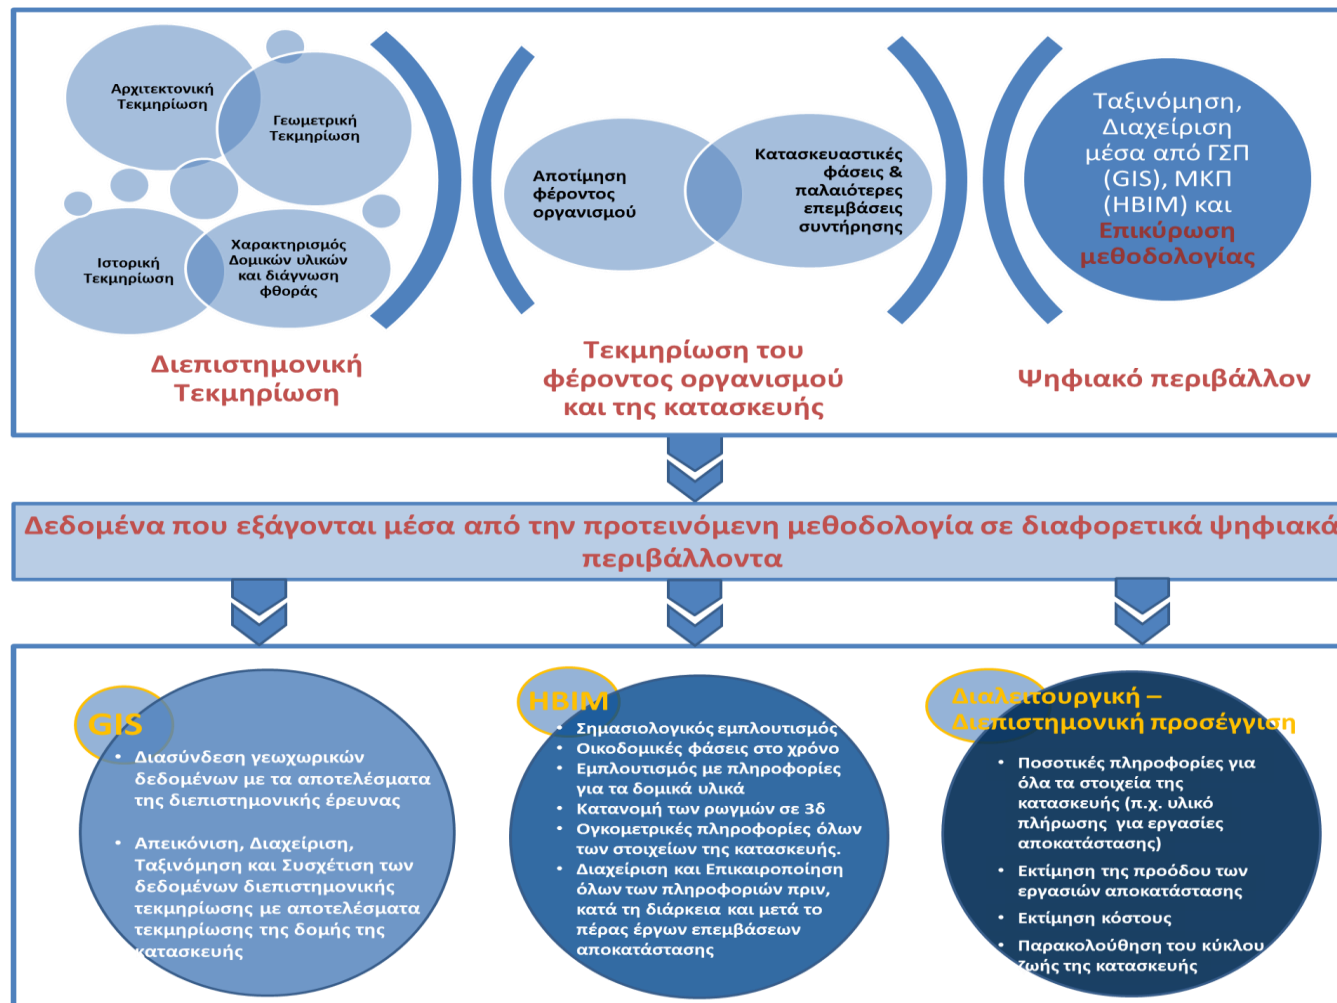 Αρχιτεκτονική
Τεκμηρίωση
Γεωμετρική
Τεκμηρίωση
Ιστορική
Τεκμηρίωση
Χαρακτηρισμός
Δομικών υλικών
και διάγνωση
φθοράς
Διεπιστημονική
Τεκμηρίωση
Αποτίμηση
φέροντος
οργανισμού
Κατασκευαστικές
φάσεις &
παλαιότερες
επεμβάσεις
συντήρησης
Τεκμηρίωση του
φέροντος οργανισμού
και της κατασκευής
Ταξινόμηση,
Διαχείριση
μέσα από ΓΣΠ
(GIS), ΜΚΠ
(HBIM) και
Επικύρωση
μεθοδολογίας
Ψηφιακό περιβάλλον
Δεδομένα που εξάγονται μέσα από την προτεινόμενη μεθοδολογία σε διαφορετικά ψηφιακά
περιβάλλοντα
GIS
• Διασύνδεση γεωχωρικών
δεδομένων με τα αποτελέσματα
της διεπιστημονικής έρευνας
• Απεικόνιση, Διαχείριση,
Ταξινόμηση και Συσχέτιση των
δεδομένων διεπιστημονικής
τεκμηρίωσης με αποτελέσματα
τεκμηρίωσης της δομής της
κατασκευής
HBIM
• Σημασιολογικός εμπλουτισμός
• Οικοδομικές φάσεις στο χρόνο
• Εμπλουτισμός με πληροφορίες
για τα δομικά υλικά
• Κατανομή των ρωγμών σε 3δ
• Ογκομετρικές πληροφορίες όλων
των στοιχείων της κατασκευής.
• Διαχείριση και Επικαιροποίηση
όλων των πληροφοριών πριν,
κατά τη διάρκεια και μετά το
πέρας έργων επεμβάσεων
αποκατάστασης
Διαλειτουργική –
Διεπιστημονική προσέγγιση
• Ποσοτικές πληροφορίες για
όλα τα στοιχεία της
κατασκευής (π.χ. υλικό
πλήρωσης για εργασίες
αποκατάστασης)
• Εκτίμηση της προόδου των
εργασιών αποκατάστασης
• Εκτίμηση κόστους
• Παρακολούθηση του κύκλου
ζωής της κατασκευής